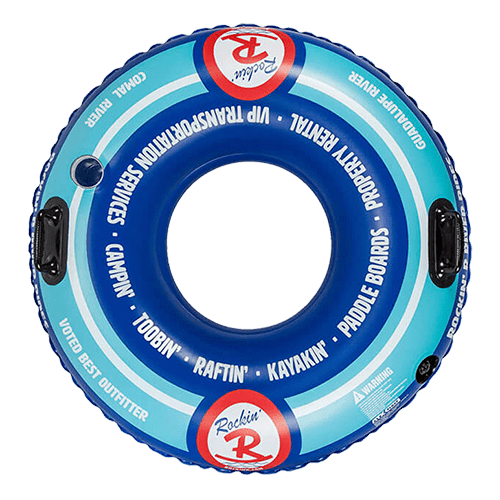 Rockin'
R
COMAL RIVER
GUADALUPE RIVER
VIP TRANSPORTATION SERVICES · CAMPIN' · TOOBIN' · RAFTIN' · KAYAKIN' · PADDLE BOARDS · PROPERTY RENTAL ·
VOTED BEST OUTFITTER
WARNING
Rockin'
R
ROCKIN'